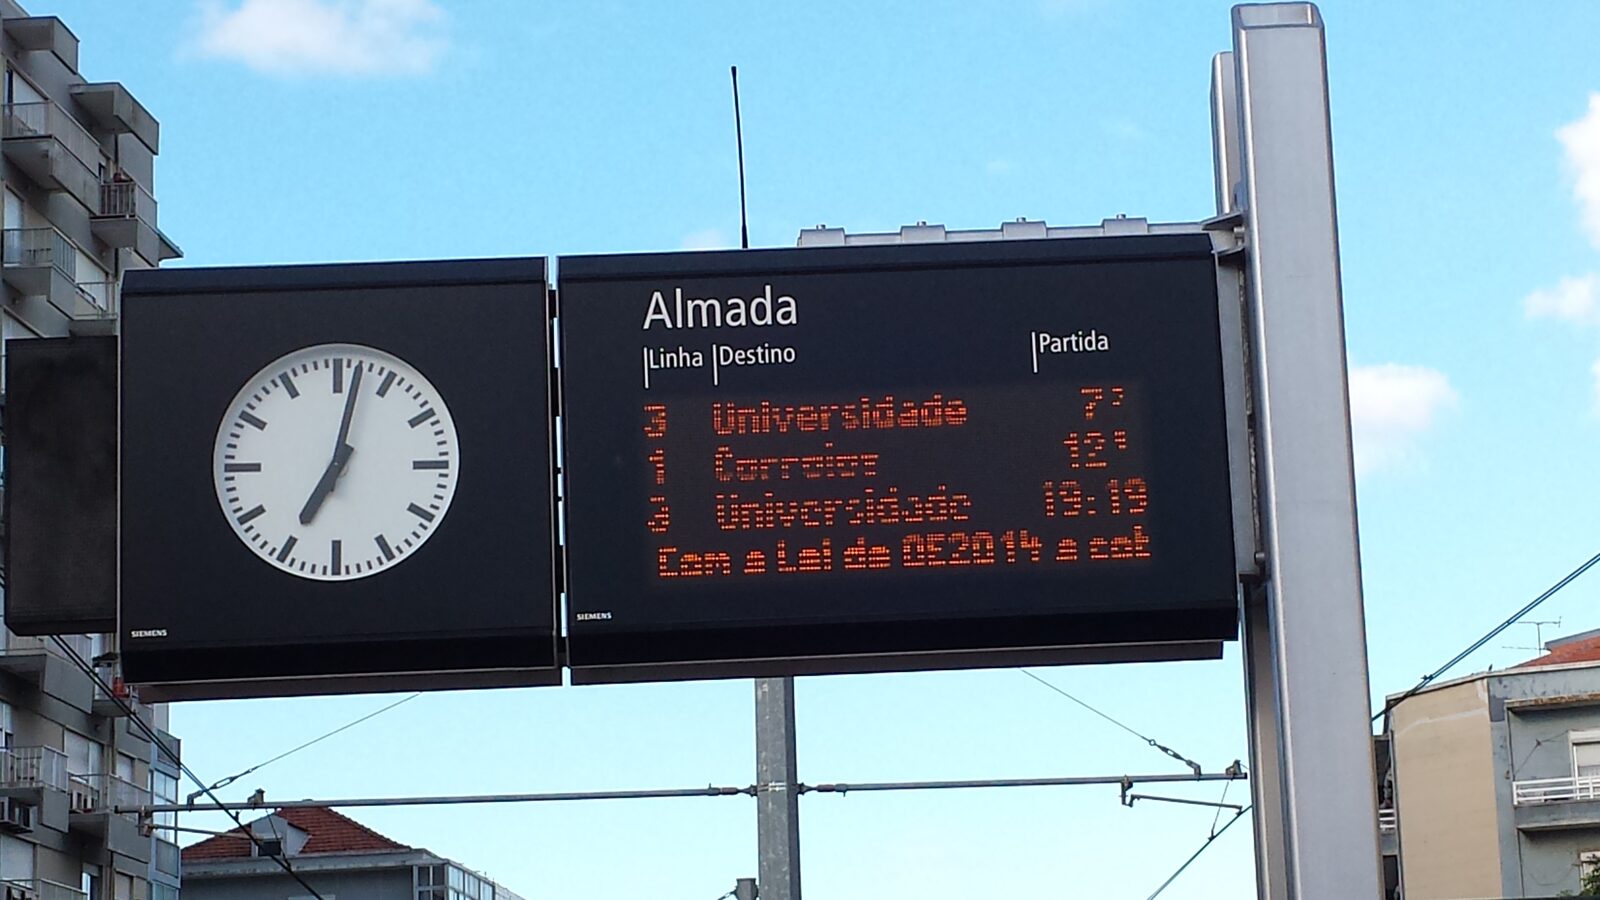 Almada
Linha Destino Partida
3 Universidade 7'
1 Corroios 12'
3 Universidade 19:19
Com a Lei de OE2014 a cob
SIEMENS
SIEMENS